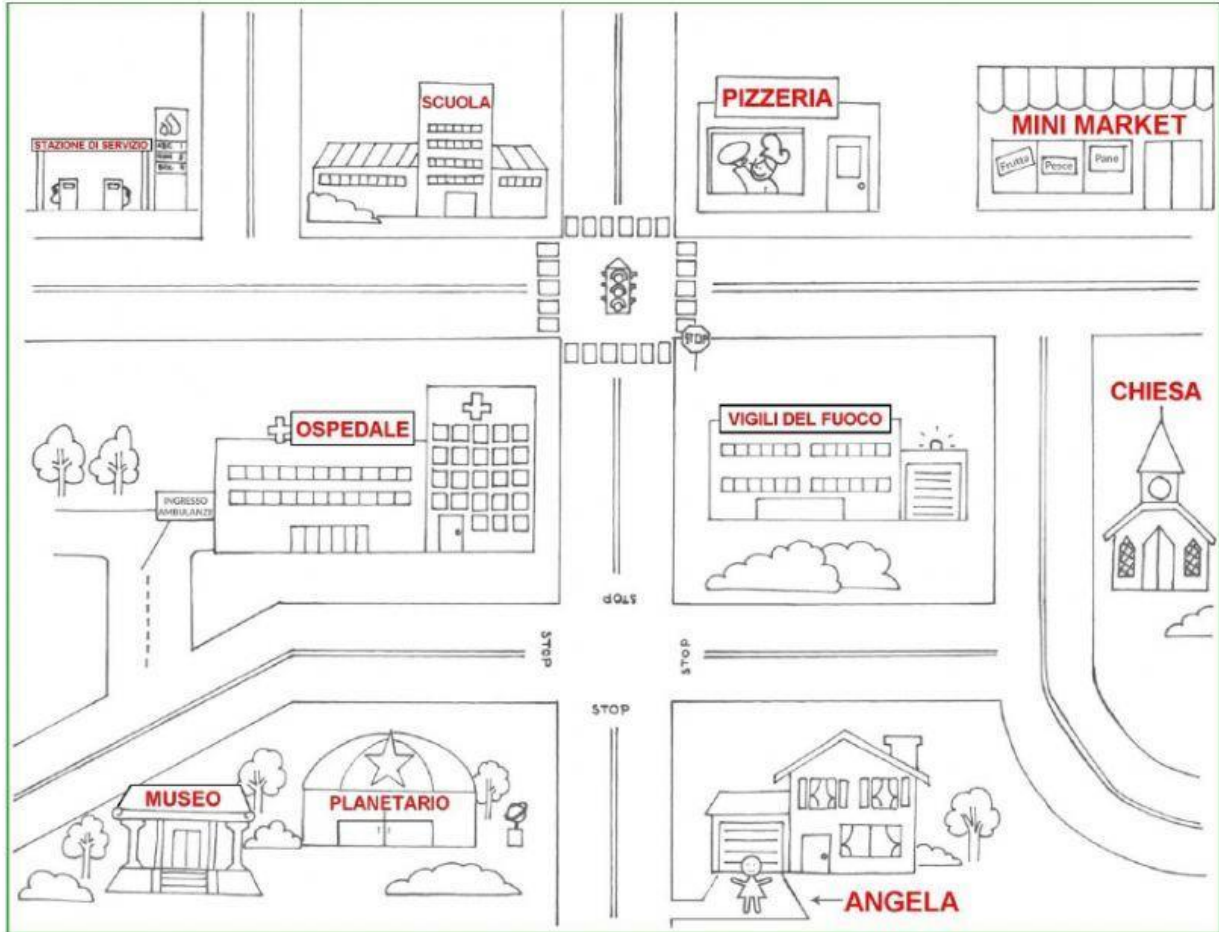 SCUOLA
PIZZERIA
MINI MARKET
STAZIONE DI SERVIZIO
Frutta
Pesce
Pane
STOP
CHIESA
OSPEDALE
VIGILI DEL FUOCO
INGRESSO
AMBULANZE
STOP
STOP
STOP
STOP
MUSEO
PLANETARIO
ANGELA